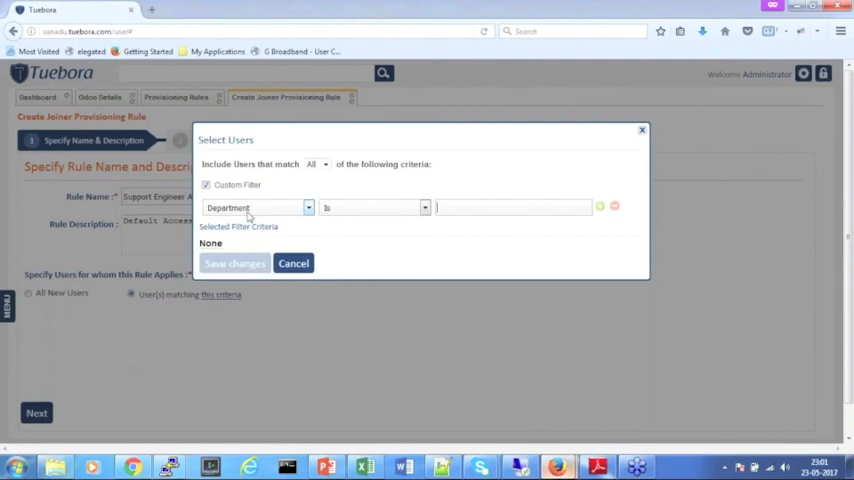 Tuebora
canadu.tuebora.com/user#
Search
Most Visited
elegated
Getting Started
My Applications
G Broadband - User C...
Tuebora
Welcome Administrator
Dashboard
Odoo Details
Provisioning Rules
Create Joiner Provisioning Rule
Create Joiner Provisioning Rule
1 Specify Name & Description
2
Specify Rule Name and Descri
Rule Name: *
Support Engineer A
Rule Description:
Default Access
Specify Users for whom this Rule Applies :*
All New Users
User(s) matching this criteria
Next
MENU
Select Users
Include Users that match All of the following criteria:
Custom Filter
Department
Is
Selected Filter Criteria
None
Save changes
Cancel
23:01
23-05-2017